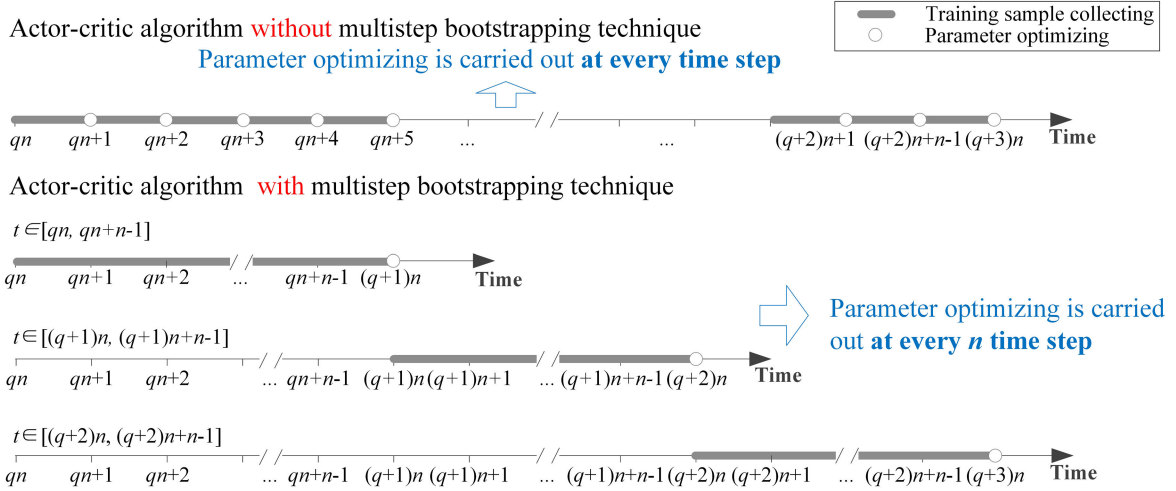 Training sample collecting
Parameter optimizing
Actor-critic algorithm without multistep bootstrapping technique
Parameter optimizing is carried out at every time step
qn qn+1 qn+2 qn+3 qn+4 qn+5 ... ... (q+2)n+1 (q+2)n+n-1 (q+3)n Time
Actor-critic algorithm with multistep bootstrapping technique
t∈[qn, qn+n-1]
qn qn+1 qn+2 ... qn+n-1 (q+1)n Time
Parameter optimizing is carried
out at every n time step
t∈[(q+1)n, (q+1)n+n-1]
qn qn+1 qn+2 ... qn+n-1 (q+1)n (q+1)n+1 ... (q+1)n+n-1 (q+2)n Time
t∈[(q+2)n, (q+2)n+n-1]
qn qn+1 qn+2 ... qn+n-1 (q+1)n (q+1)n+1 ... (q+1)n+n-1 (q+2)n (q+2)n+1 ... (q+2)n+n-1 (q+3)n Time